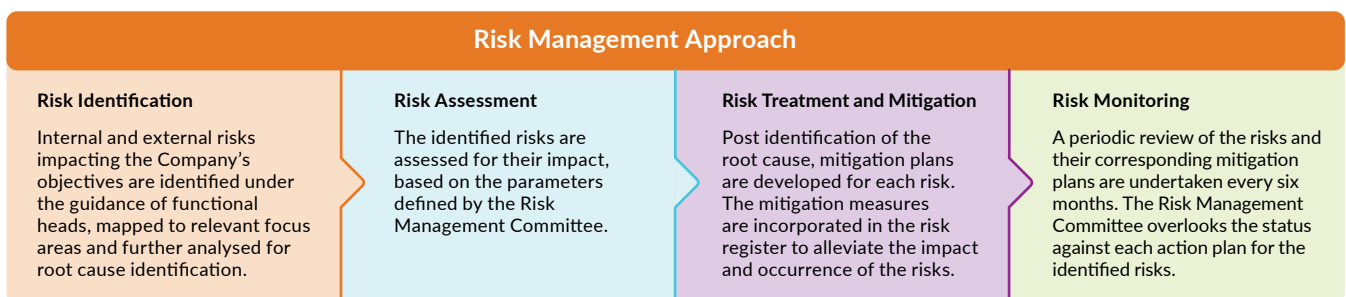 Risk Management Approach
Risk Identification
Internal and external risks
impacting the Company's
objectives are identified under
the guidance of functional
heads, mapped to relevant focus
areas and further analysed for
root cause identification.
Risk Assessment
The identified risks are
assessed for their impact,
based on the parameters
defined by the Risk
Management Committee.
Risk Treatment and Mitigation
Post identification of the
root cause, mitigation plans
are developed for each risk.
The mitigation measures
are incorporated in the risk
register to alleviate the impact
and occurrence of the risks.
Risk Monitoring
A periodic review of the risks and
their corresponding mitigation
plans are undertaken every six
months. The Risk Management
Committee overlooks the status
against each action plan for the
identified risks.